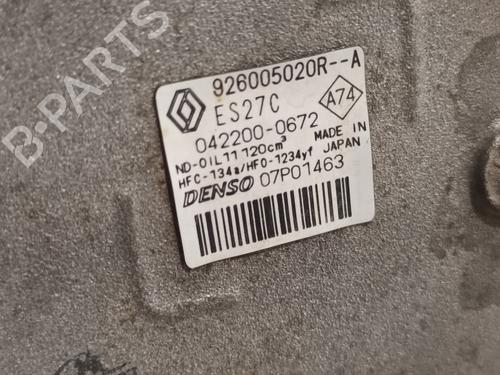 926005020R--A
ES27C
A74
042200-0672
ND-OIL11 120cm³ MADE IN
HFC-134a/HFO-1234yf JAPAN
DENSO 07P01463
B-PARTS